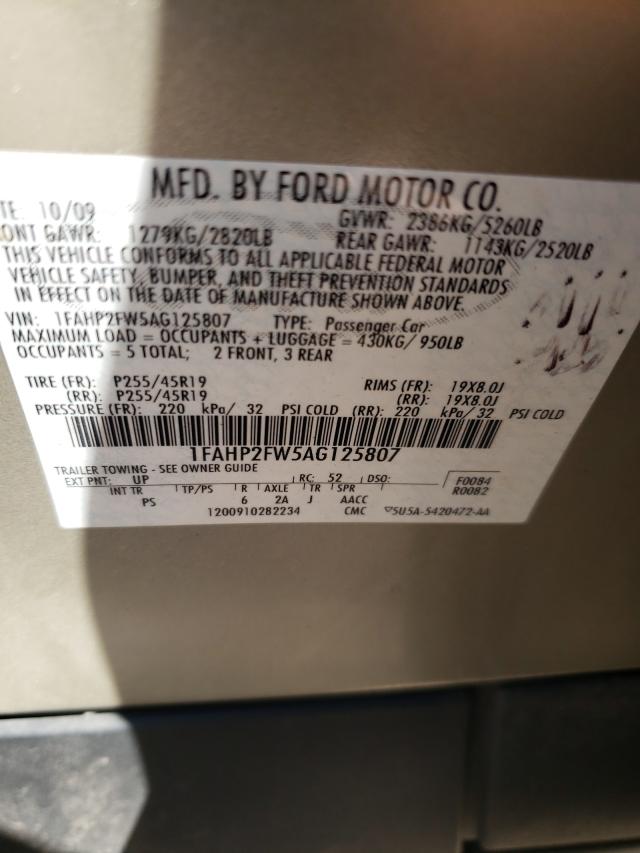 MFD. BY FORD MOTOR CO.
TE 10/09 GVWR: 2386KG/5260LB
ONT GAWR: 1279KG/2820LB REAR GAWR: 1143KG/2520LB
THIS VEHICLE CONFORMS TO ALL APPLICABLE FEDERAL MOTOR
VEHICLE SAFETY, BUMPER, AND THEFT PREVENTION STANDARDS
IN EFFECT ON THE DATE OF MANUFACTURE SHOWN ABOVE.
VIN: 1FAHP2FW5AG125807 TYPE: Passenger Car
MAXIMUM LOAD = OCCUPANTS + LUGGAGE = 430KG/ 950LB
OCCUPANTS = 5 TOTAL; 2 FRONT, 3 REAR
TIRE (FR): P255/45R19 RIMS (FR): 19X8.0J
(RR): P255/45R19 (RR): 19X8.0J
PRESSURE (FR): 220 kPa/ 32 PSI COLD (RR): 220 kPa/ 32 PSI COLD
1FAHP2FW5AG125807
TRAILER TOWING - SEE OWNER GUIDE
EXT PNT: UP RC: 52 DSO: F0084
INT TR TP/PS R AXLE TR SPR R0082
PS 6 2A J AACC
1200910282234 CMC 5U5A-5420472-AA